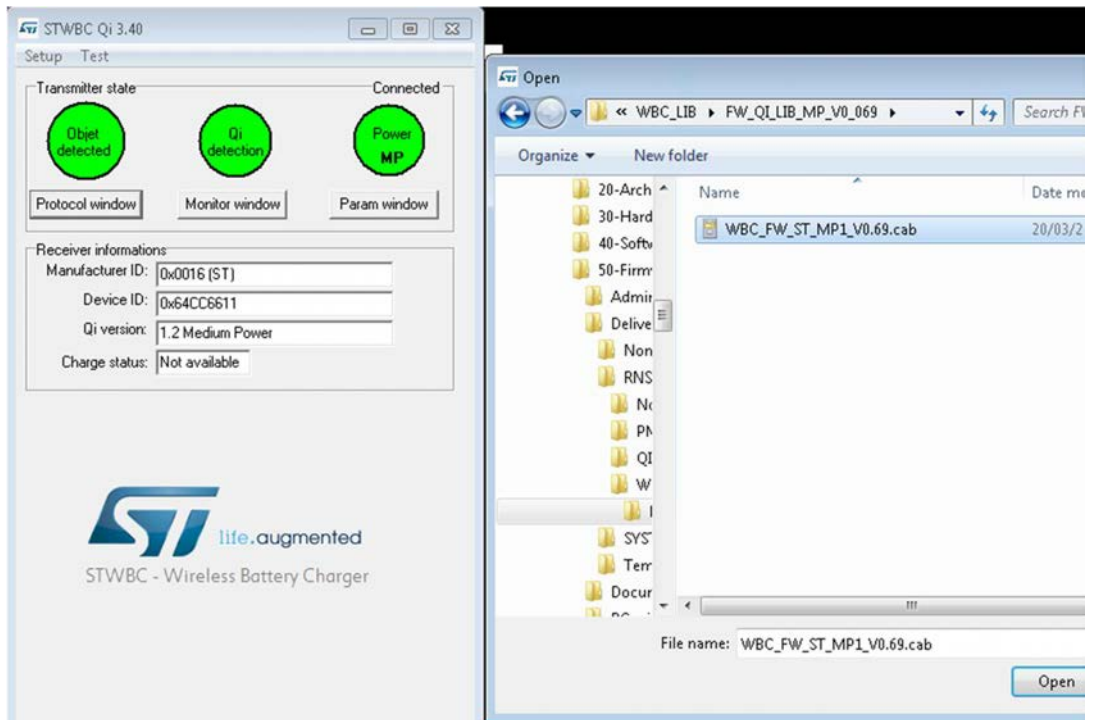 STWBC Qi 3.40
Setup Test
Transmitter state Connected
Objet detected
Qi detection
Power MP
Protocol window Monitor window Param window
Receiver informations
Manufacturer ID: 0x0016 (ST)
Device ID: 0x64CC6611
Qi version: 1.2 Medium Power
Charge status: Not available
ST life.augmented
STWBC - Wireless Battery Charger
Open
« WBC_LIB FW_QI_LIB_MP_V0_069 Search
Organize New folder
Name Date
20-Arch
30-Hard
40-Softw
50-Firm
Admin
Delive
Non
RNS
PN
QI
W
SYST
Tem
Docum
WBC_FW_ST_MP1_V0.69.cab 20/03/2
File name: WBC_FW_ST_MP1_V0.69.cab
Open